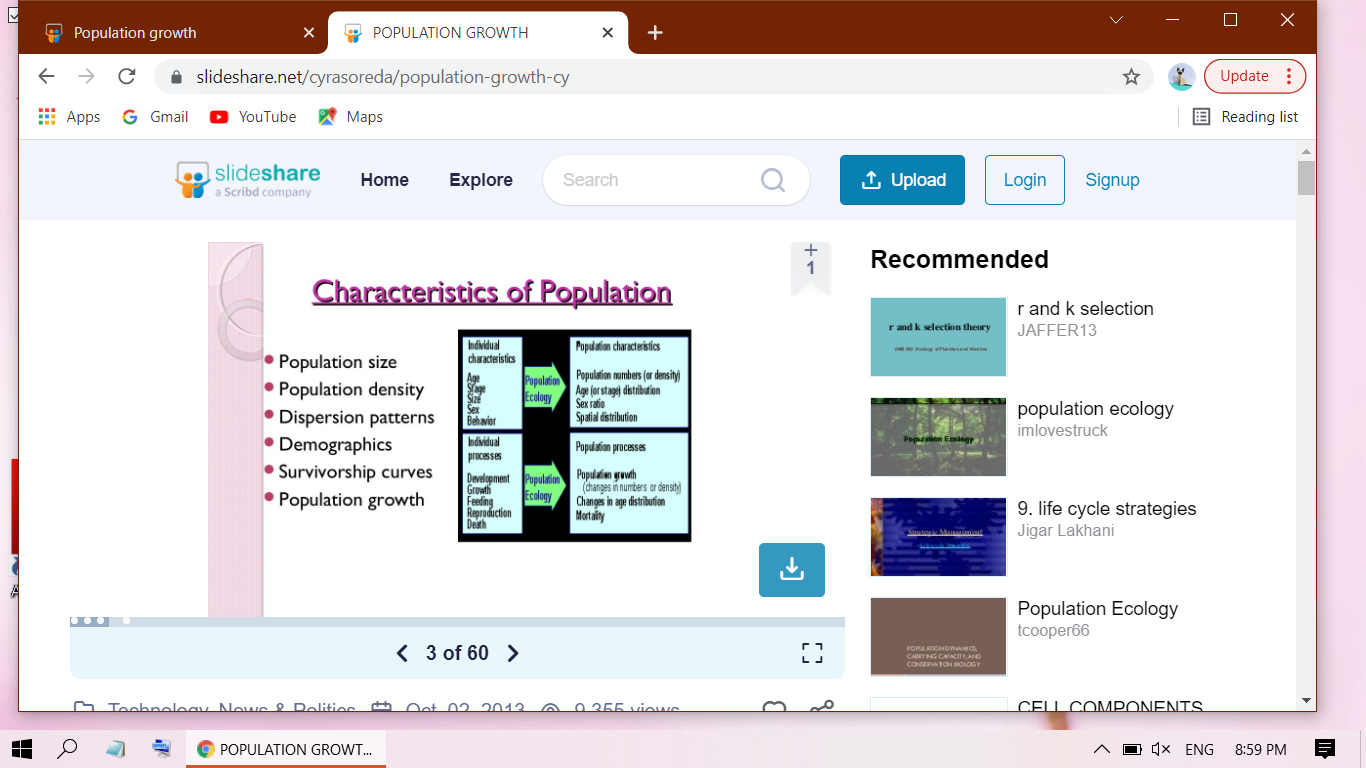 Population growth
POPULATION GROWTH
slideshare.net/cyrasoreda/population-growth-cy
Update
Apps
Gmail
YouTube
Maps
Reading list
slideshare
a Scribd company
Home
Explore
Search
Upload
Login
Signup
Characteristics of Population
• Population size
• Population density
• Dispersion patterns
• Demographics
• Survivorship curves
• Population growth
Individual
characteristics
Age
Stage
Size
Sex
Behavior
Population
Ecology
Population characteristics
Population numbers (or density)
Age (or stage) distribution
Sex ratio
Spatial distribution
Individual
processes
Development
Growth
Feeding
Reproduction
Death
Population
Ecology
Population processes
Population growth
(changes in numbers or density)
Changes in age distribution
Mortality
+
1
3 of 60
Technology, News & Politics
Oct. 02, 2013
9,355 views
Recommended
r and k selection theory
r and k selection
JAFFER13
Population Ecology
population ecology
imlovestruck
Strategic Management
9. life cycle strategies
Jigar Lakhani
POPULATION DYNAMICS,
CARRYING CAPACITY, AND
CONSERVATION BIOLOGY
Population Ecology
tcooper66
CELL COMPONENTS
POPULATION GROWT...
ENG
8:59 PM